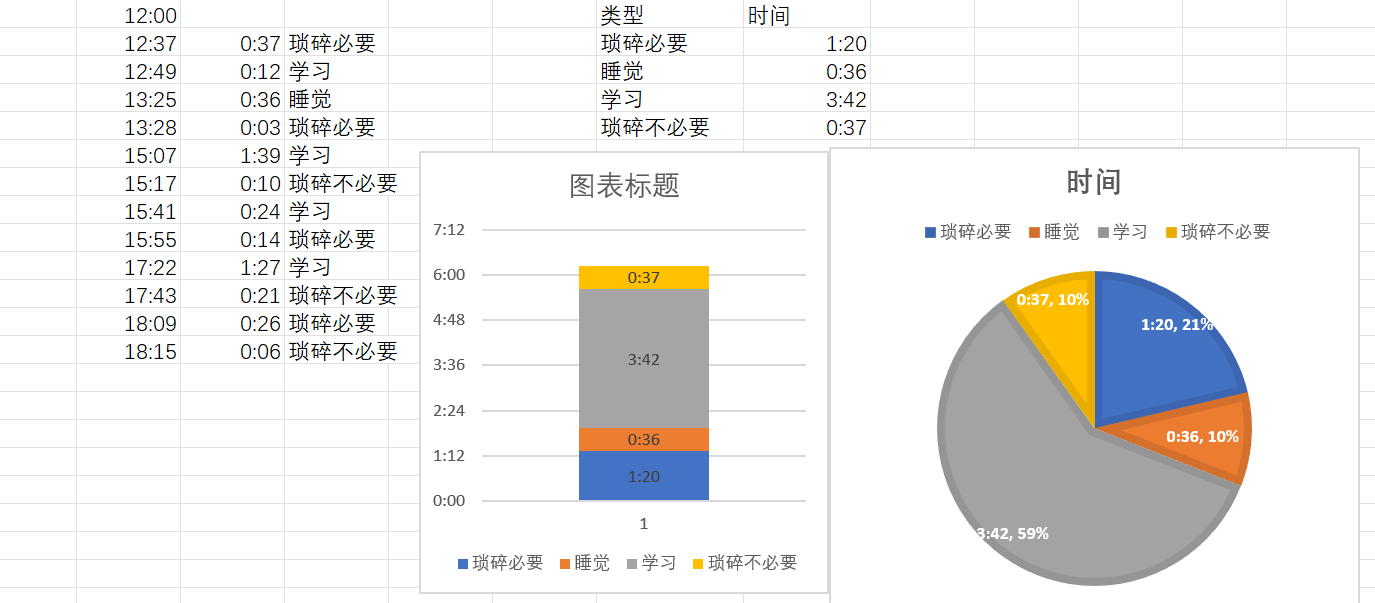 12:00 类型 时间
12:37 0:37 琐碎必要 琐碎必要 1:20
12:49 0:12 学习 睡觉 0:36
13:25 0:36 睡觉 学习 3:42
13:28 0:03 琐碎必要 琐碎不必要 0:37
15:07 1:39 学习
15:17 0:10 琐碎不必要
15:41 0:24 学习
15:55 0:14 琐碎必要
17:22 1:27 学习
17:43 0:21 琐碎不必要
18:09 0:26 琐碎必要
18:15 0:06 琐碎不必要
图表标题
7:12
6:00
4:48
3:36
2:24
1:12
0:00
0:37
3:42
0:36
1:20
1
琐碎必要 睡觉 学习 琐碎不必要
时间
琐碎必要 睡觉 学习 琐碎不必要
0:37, 10%
1:20, 21%
0:36, 10%
3:42, 59%